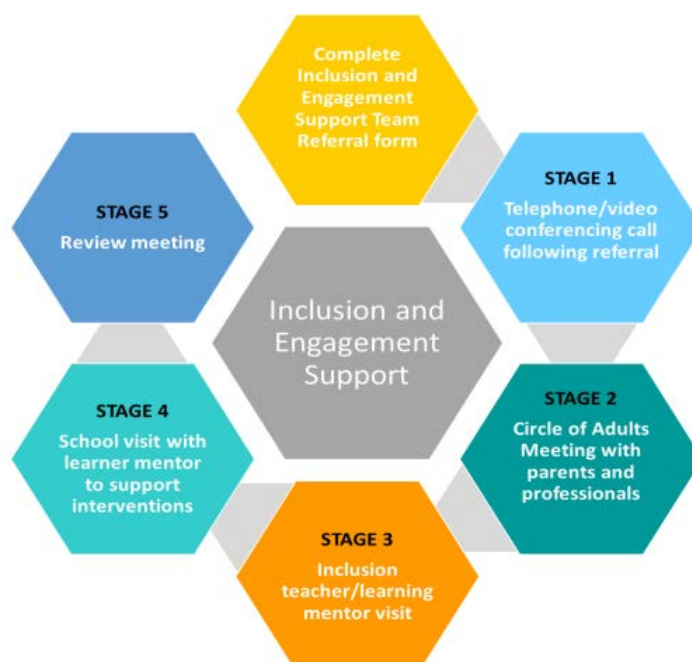 Complete
Inclusion and
Engagement
Support Team
Referral form
STAGE 1
Telephone/video
conferencing call
following referral
STAGE 2
Circle of Adults
Meeting with
parents and
professionals
STAGE 3
Inclusion
teacher/learning
mentor visit
STAGE 4
School visit with
learner mentor
to support
interventions
STAGE 5
Review meeting
Inclusion and
Engagement
Support